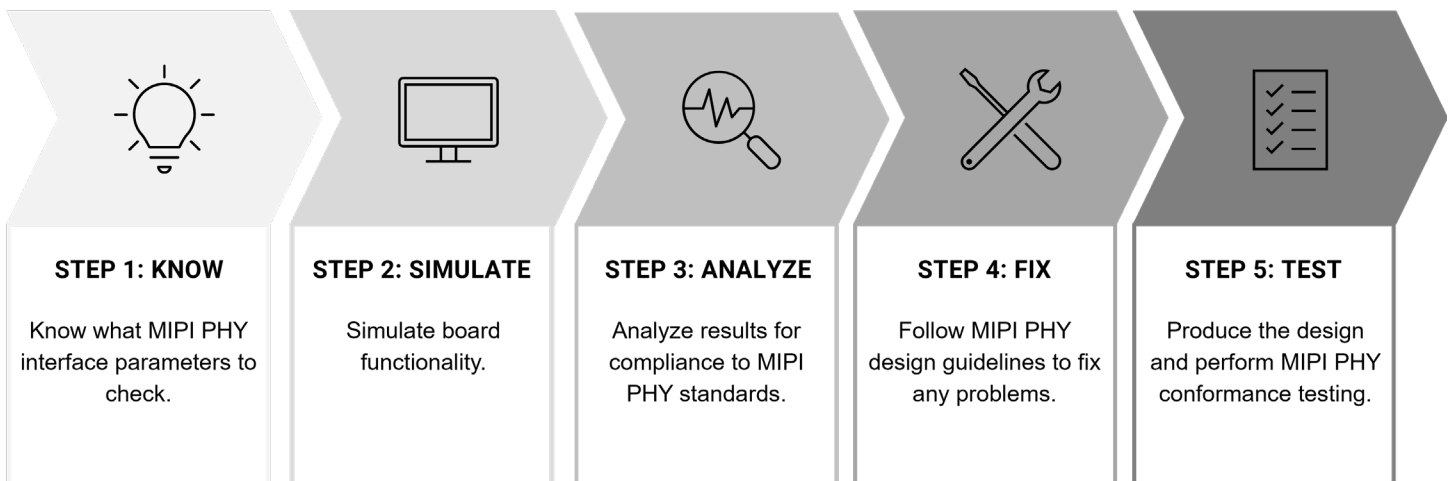 STEP 1: KNOW
Know what MIPI PHY
interface parameters to
check.
STEP 2: SIMULATE
Simulate board
functionality.
STEP 3: ANALYZE
Analyze results for
compliance to MIPI
PHY standards.
STEP 4: FIX
Follow MIPI PHY
design guidelines to fix
any problems.
STEP 5: TEST
Produce the design
and perform MIPI PHY
conformance testing.